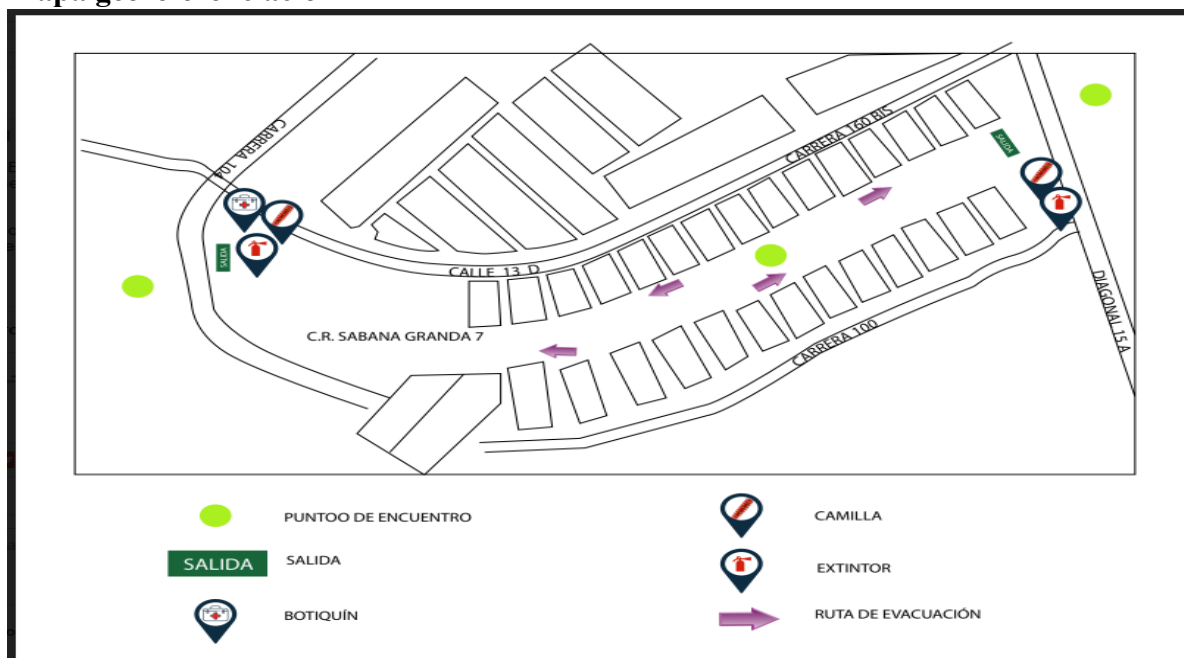 CARRERA 104
CARRERA 160 BIS
SALIDA
SALIDA
CALLE 13 D
C.R. SABANA GRANDA 7
CARRERA 100
DIAGONAL 15 A
PUNTOO DE ENCUENTRO
SALIDA SALIDA
BOTIQUÍN
CAMILLA
EXTINTOR
RUTA DE EVACUACIÓN